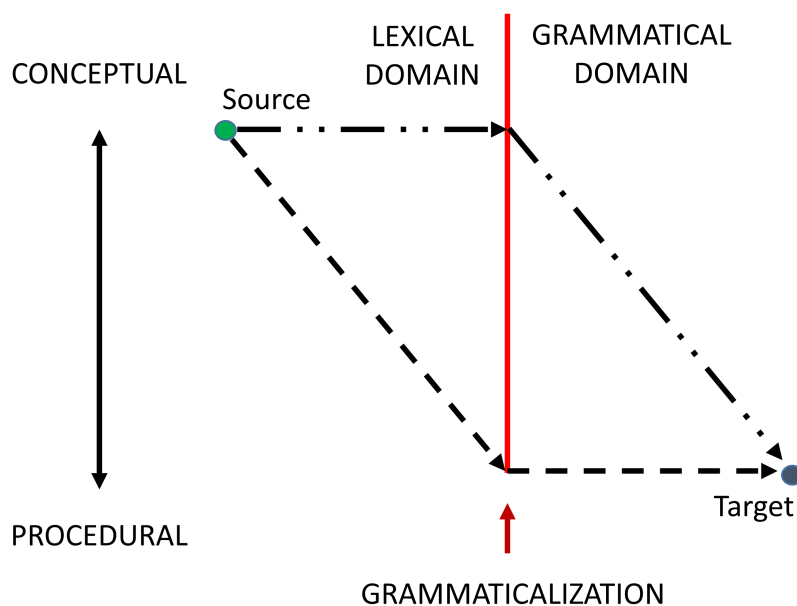 CONCEPTUAL
LEXICAL
DOMAIN
GRAMMATICAL
DOMAIN
Source
Target
PROCEDURAL
GRAMMATICALIZATION